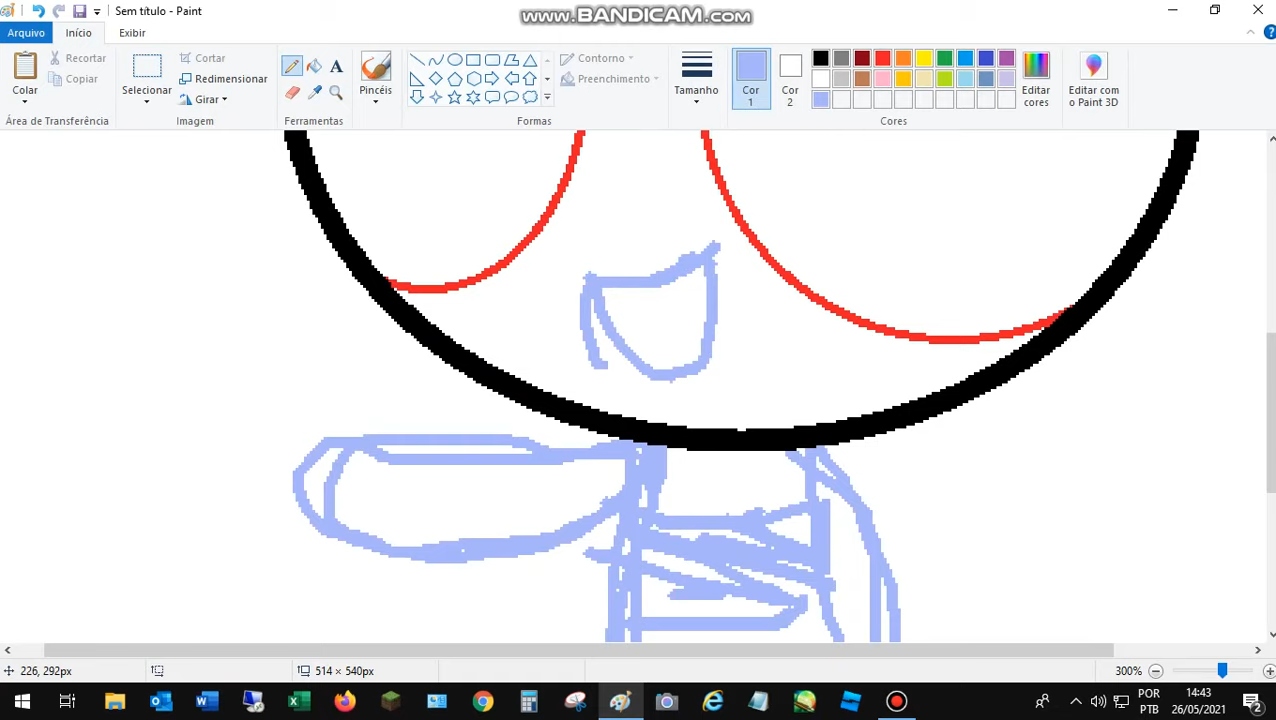 Sem título - Paint
www.BANDICAM.com
Arquivo Início Exibir
Colar
Recortar
Copiar
Área de Transferência
Selecionar
Cortar
Redimensionar
Girar
Imagem
A
Ferramentas
Pincéis
Contorno
Preenchimento
Formas
Tamanho
Cor
1
Cor
2
Editar
cores
Cores
Editar com
o Paint 3D
226, 292px
514 × 540px
300%
POR
PTB
14:43
26/05/2021
2